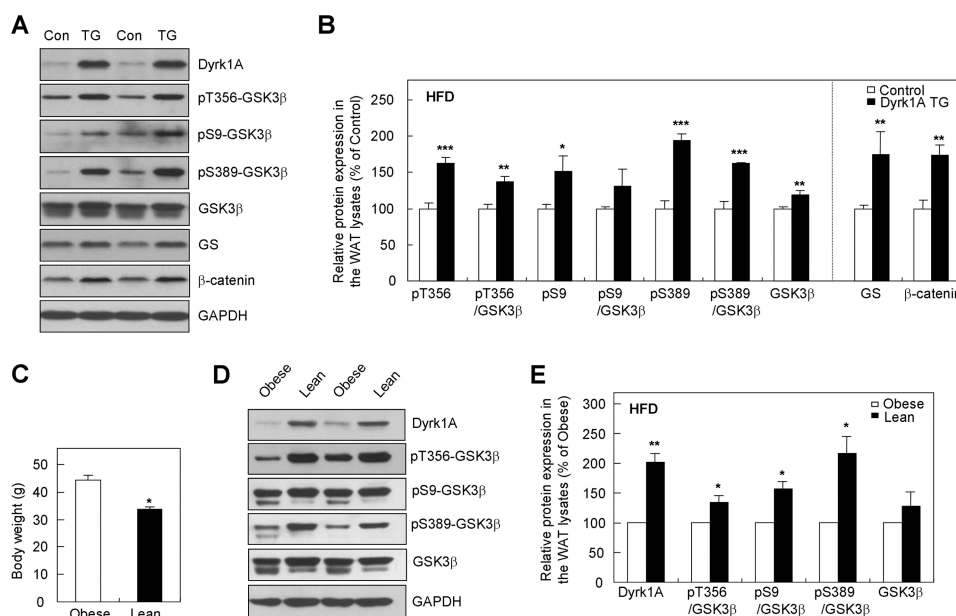 A
Con TG Con TG
Dyrk1A
pT356-GSK3β
pS9-GSK3β
pS389-GSK3β
GSK3β
GS
β-catenin
GAPDH
B
HFD
Control
Dyrk1A TG
Relative protein expression in
the WAT lysates (% of Control)
250
200
150
100
50
0
*** ** * *** *** ** ** **
pT356 pT356 pS9 pS9 pS389 pS389 GSK3β GS β-catenin
/GSK3β /GSK3β /GSK3β
C
Body weight (g)
50
40
30
20
10
0
*
Obese Lean
D
Obese Lean Obese Lean
Dyrk1A
pT356-GSK3β
pS9-GSK3β
pS389-GSK3β
GSK3β
GAPDH
E
HFD
Obese
Lean
Relative protein expression in
the WAT lysates (% of Obese)
300
250
200
150
100
50
0
** * * *
Dyrk1A pT356 pS9 pS389 GSK3β
/GSK3β /GSK3β /GSK3β